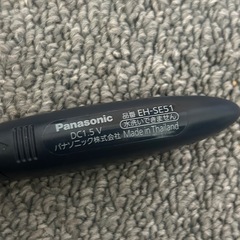 Panasonic 品番 EH-SE51
DC1.5V 水洗いできません
パナソニック株式会社 Made in Thailand